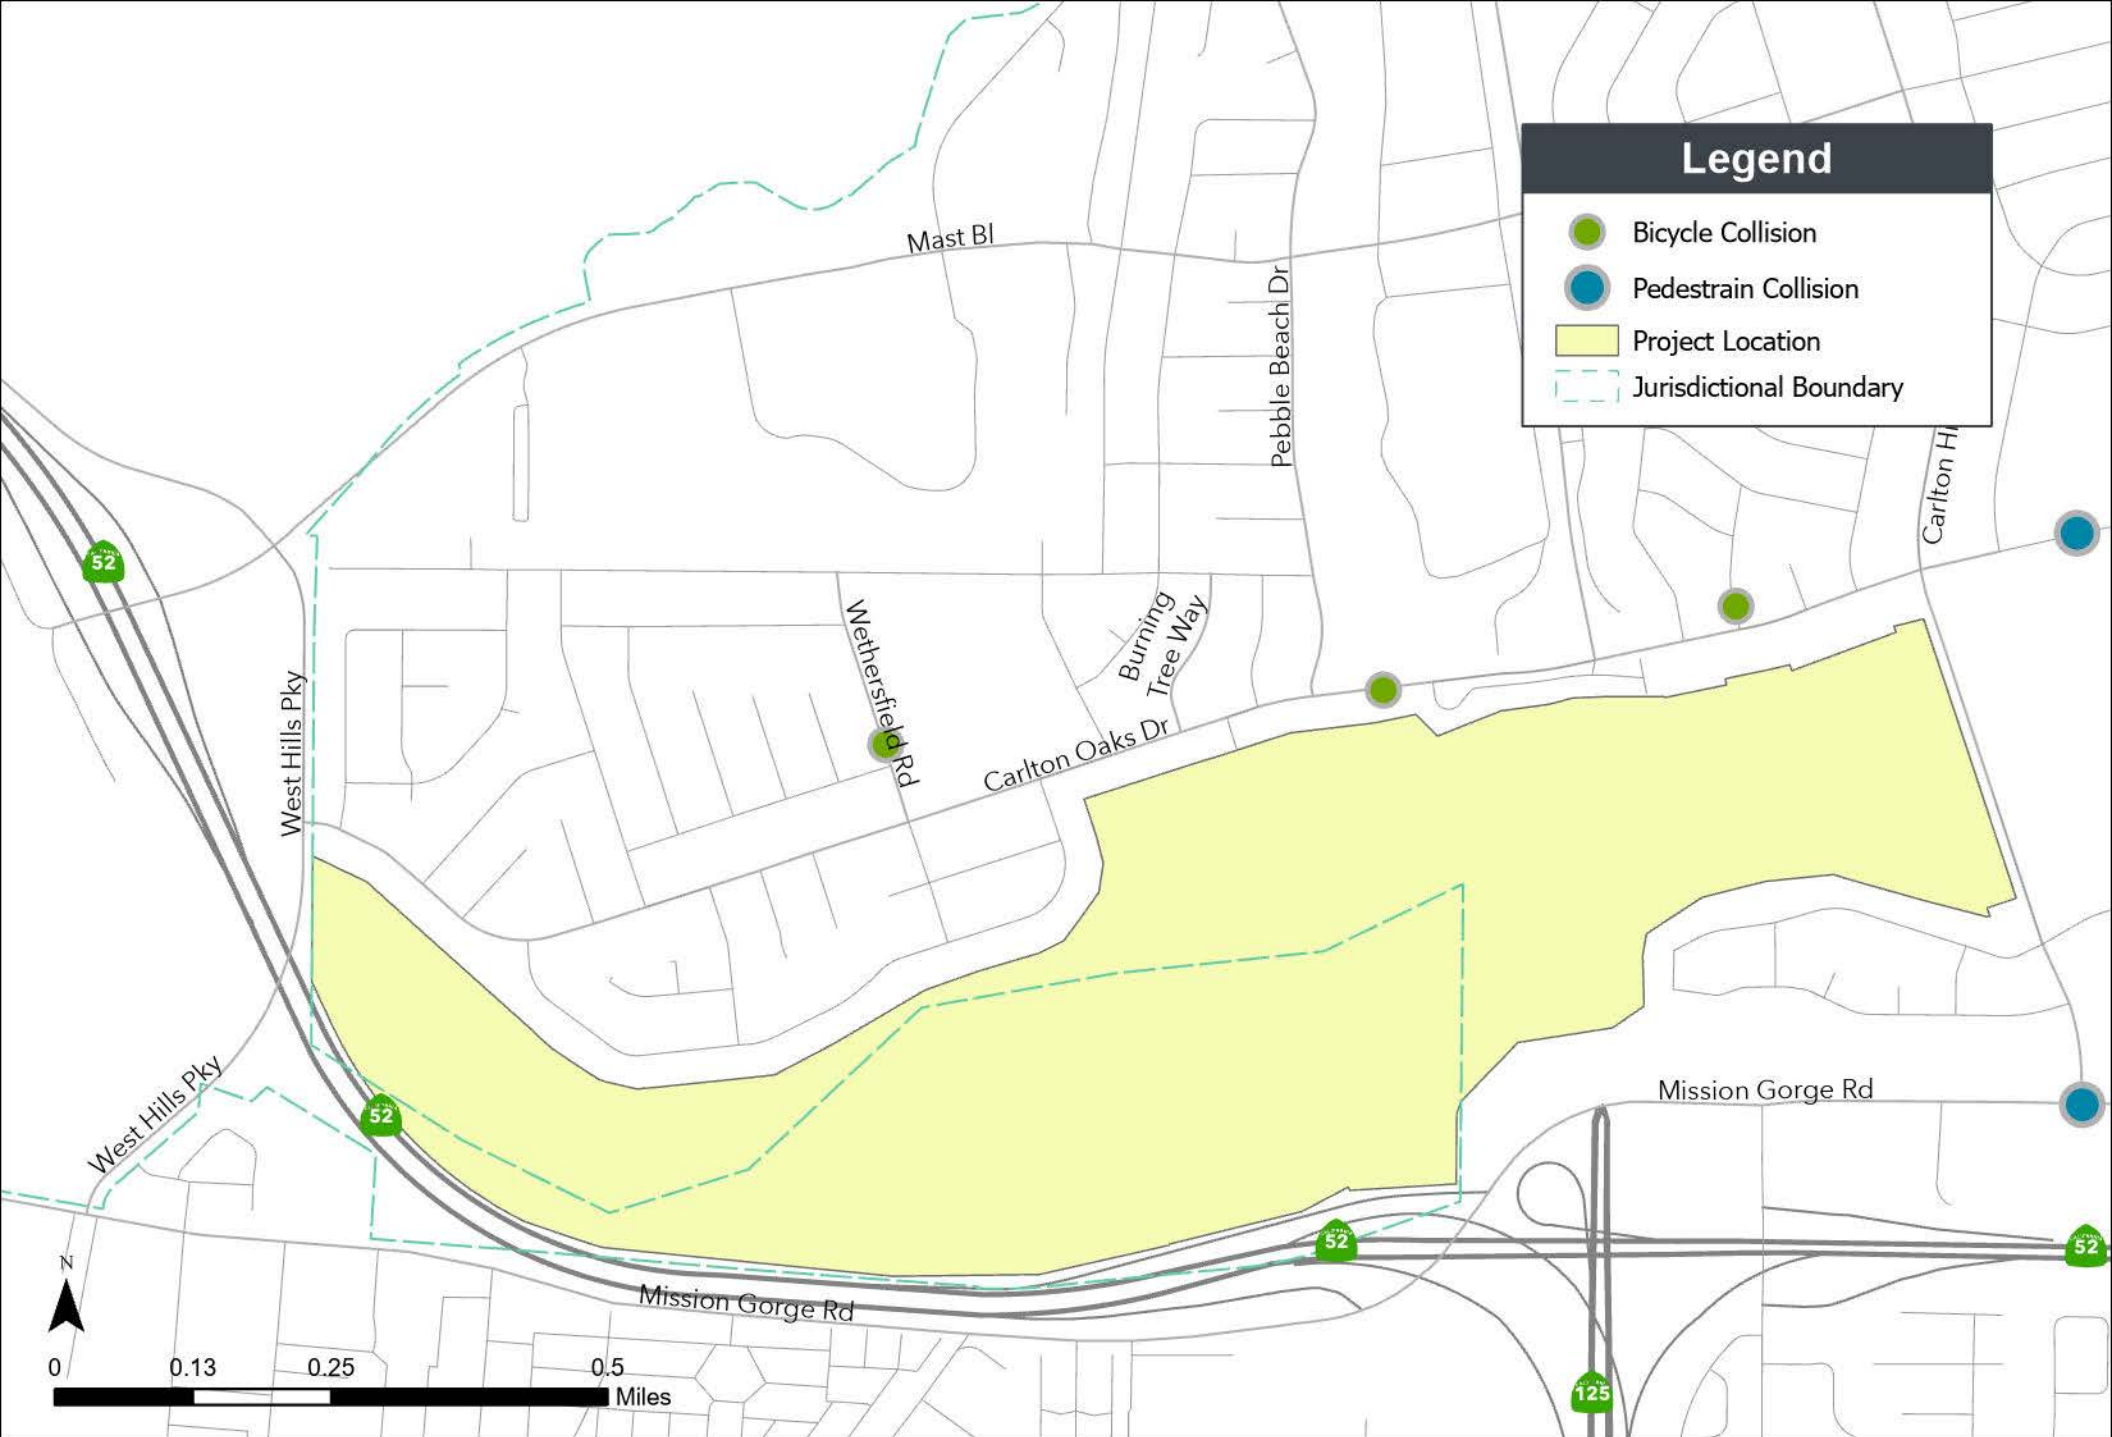 Legend
Bicycle Collision
Pedestrain Collision
Project Location
Jurisdictional Boundary
Mast Bl
Pebble Beach Dr
Carlton Hi
52
West Hills Pky
Wethersfield Rd
Burning
Tree Way
Carlton Oaks Dr
West Hills Pky
52
Mission Gorge Rd
52
52
Mission Gorge Rd
125
N
0 0.13 0.25 0.5
Miles